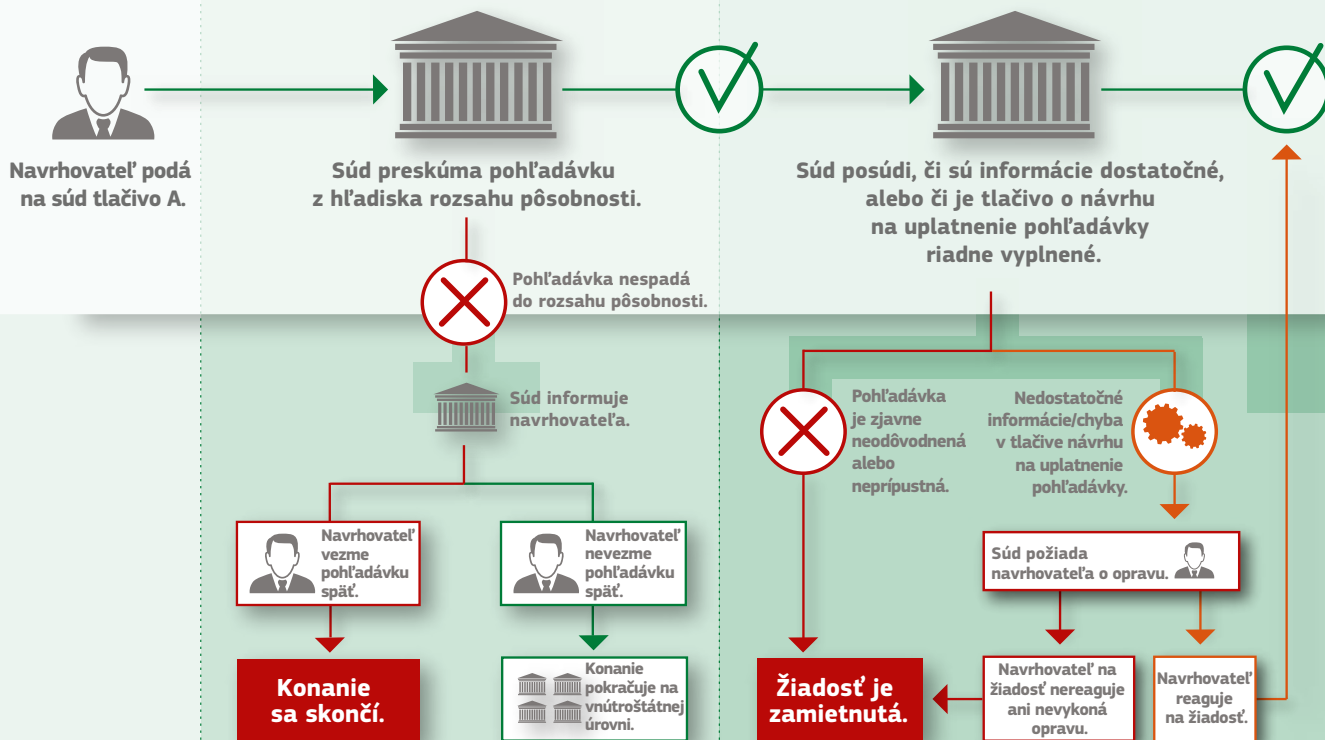 Navrhovateľ podá
na súd tlačivo A.
Súd preskúma pohľadávku
z hľadiska rozsahu pôsobnosti.
Súd posúdi, či sú informácie dostatočné,
alebo či je tlačivo o návrhu
na uplatnenie pohľadávky
riadne vyplnené.
Pohľadávka nespadá
do rozsahu pôsobnosti.
Súd informuje
navrhovateľa.
Navrhovateľ
vezme
pohľadávku
späť.
Navrhovateľ
nevezme
pohľadávku
späť.
Konanie
sa skončí.
Konanie
pokračuje na
vnútroštátnej
úrovni.
Pohľadávka
je zjavne
neodôvodnená
alebo
neprípustná.
Nedostatočné
informácie/chyba
v tlačive návrhu
na uplatnenie
pohľadávky.
Súd požiada
navrhovateľa o opravu.
Žiadosť je
zamietnutá.
Navrhovateľ na
žiadosť nereaguje
ani nevykoná
opravu.
Navrhovateľ
reaguje
na žiadosť.